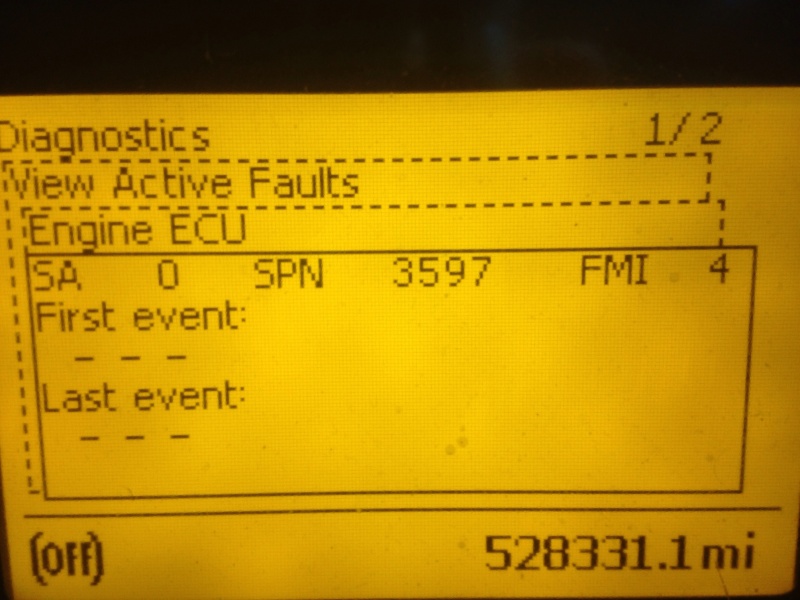 Diagnostics 1/2
View Active Faults
Engine ECU
SA 0 SPN 3597 FMI 4
First event:
- - -
Last event:
- - -
(OFF) 528331.1 mi